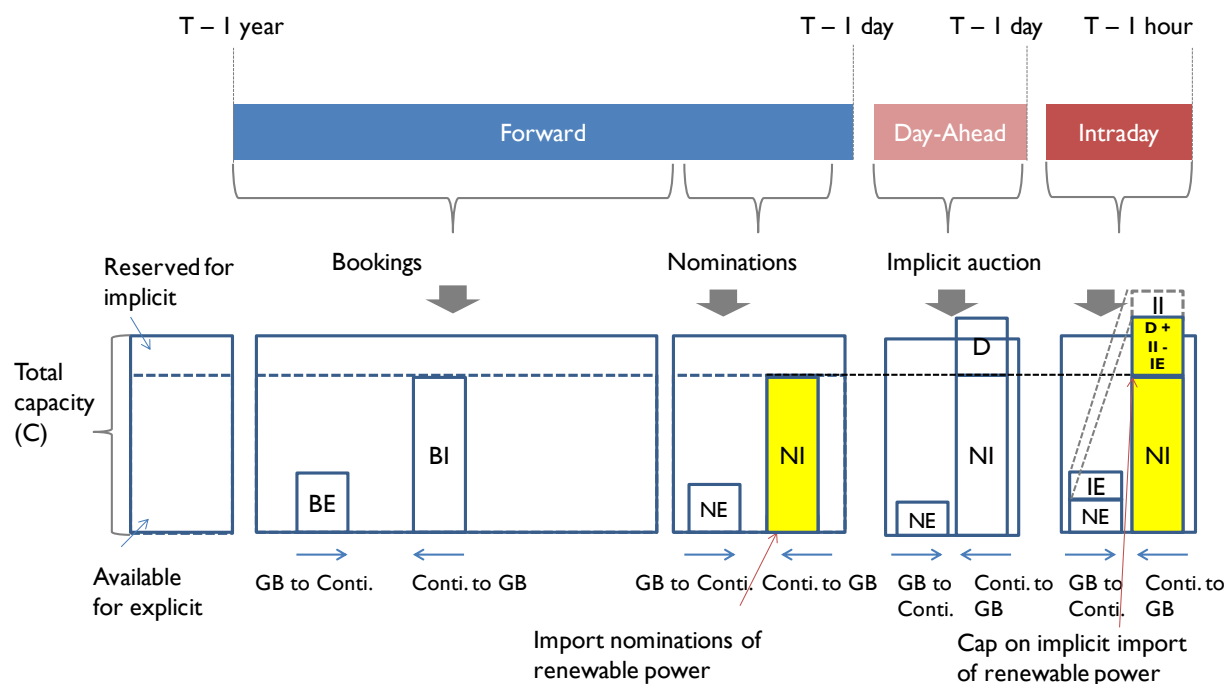 T – 1 year
T – 1 day
T – 1 day
T – 1 hour
Forward
Day-Ahead
Intraday
Reserved for
implicit
Bookings
Nominations
Implicit auction
Total
capacity
(C)
Available
for explicit
BE
BI
GB to Conti.
Conti. to GB
NE
NI
GB to Conti.
Conti. to GB
D
NE
NI
GB to
Conti.
Conti. to
GB
II
D +
II -
IE
IE
NE
NI
GB to
Conti.
Conti. to
GB
Import nominations of
renewable power
Cap on implicit import
of renewable power